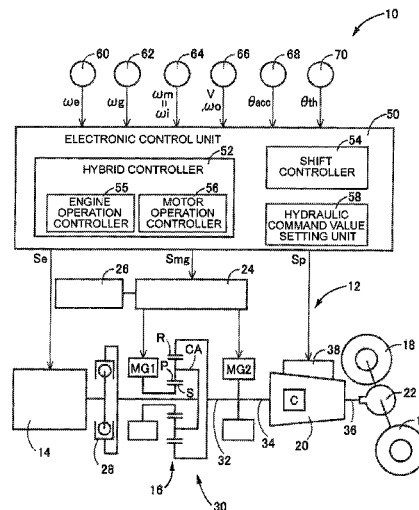 10
60 62 64 66 68 70
ωe ωg ωm = ωi V ,ωo θacc θth
50
ELECTRONIC CONTROL UNIT
52 54
HYBRID CONTROLLER
SHIFT CONTROLLER
55 56
ENGINE OPERATION CONTROLLER
MOTOR OPERATION CONTROLLER
58
HYDRAULIC COMMAND VALUE SETTING UNIT
Se Smg Sp
26 24 12
R P CA S
MG1 MG2
38 18
C
22
14 28 32 34 20 36
16 30